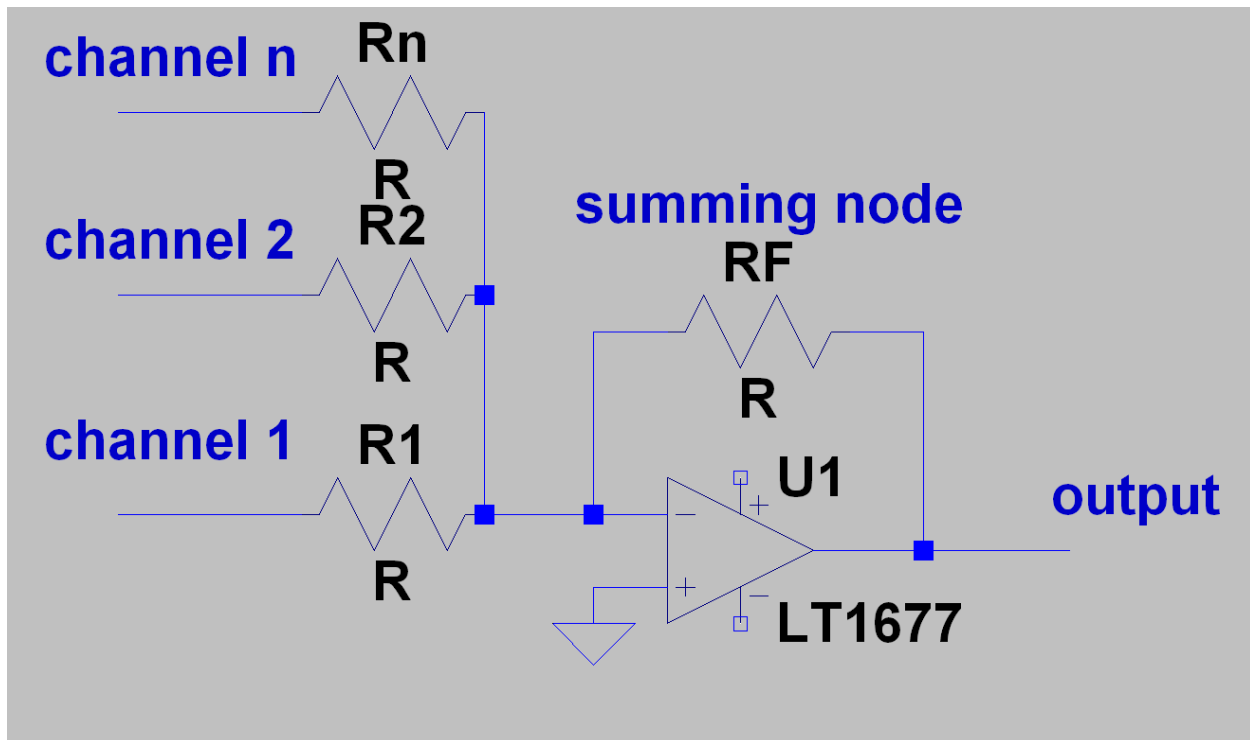 channel n
Rn
R
channel 2
R2
R
channel 1
R1
R
summing node
RF
R
U1
+
−
+
−
LT1677
output